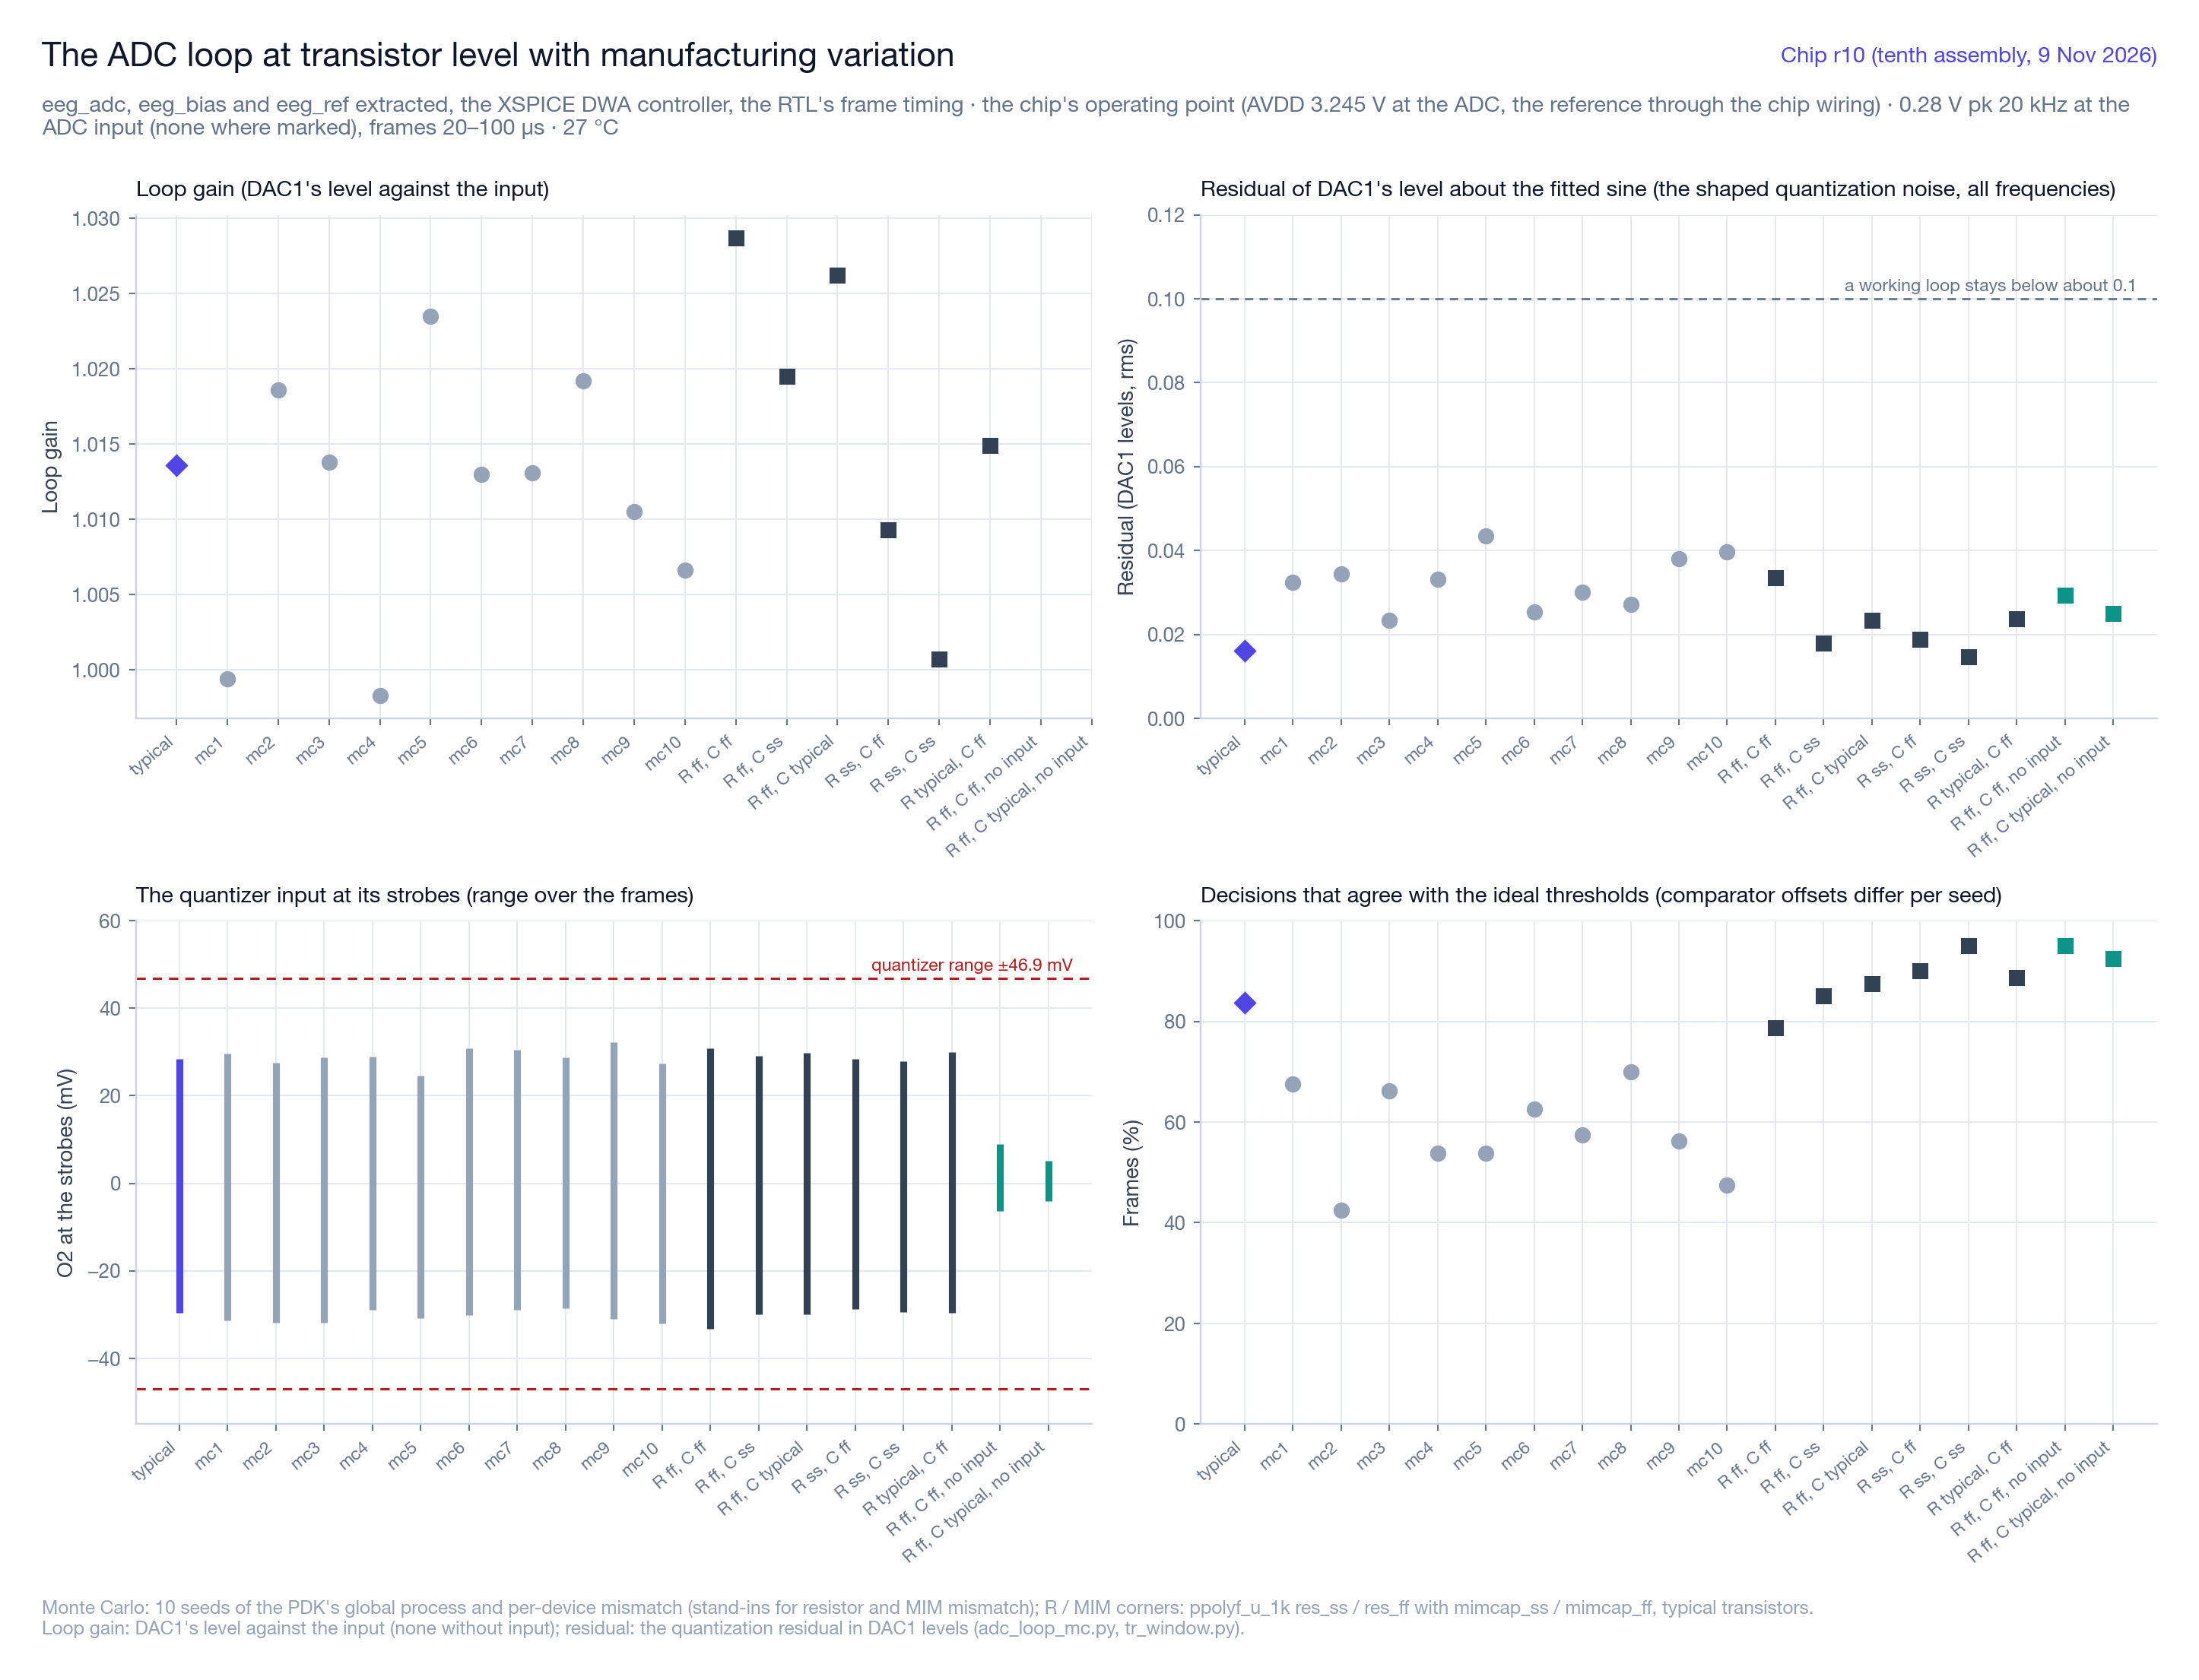 The ADC loop at transistor level with manufacturing variation
Chip r10 (tenth assembly, 9 Nov 2026)
eeg_adc, eeg_bias and eeg_ref extracted, the XSPICE DWA controller, the RTL's frame timing · the chip's operating point (AVDD 3.245 V at the ADC, the reference through the chip wiring) · 0.28 V pk 20 kHz at the
ADC input (none where marked), frames 20–100 µs · 27 °C
Loop gain (DAC1's level against the input)
1.030
1.025
1.020
1.015
1.010
1.005
1.000
Loop gain
typical
mc1
mc2
mc3
mc4
mc5
mc6
mc7
mc8
mc9
mc10
R ff, C ff
R ff, C ss
R ff, C typical
R ss, C ff
R ss, C ss
R typical, C ff
R ff, C ff, no input
R ff, C typical, no input
Residual of DAC1's level about the fitted sine (the shaped quantization noise, all frequencies)
0.12
0.10
0.08
0.06
0.04
0.02
0.00
Residual (DAC1 levels, rms)
a working loop stays below about 0.1
typical
mc1
mc2
mc3
mc4
mc5
mc6
mc7
mc8
mc9
mc10
R ff, C ff
R ff, C ss
R ff, C typical
R ss, C ff
R ss, C ss
R typical, C ff
R ff, C ff, no input
R ff, C typical, no input
The quantizer input at its strobes (range over the frames)
60
40
20
0
−20
−40
O2 at the strobes (mV)
quantizer range ±46.9 mV
typical
mc1
mc2
mc3
mc4
mc5
mc6
mc7
mc8
mc9
mc10
R ff, C ff
R ff, C ss
R ff, C typical
R ss, C ff
R ss, C ss
R typical, C ff
R ff, C ff, no input
R ff, C typical, no input
Decisions that agree with the ideal thresholds (comparator offsets differ per seed)
100
80
60
40
20
0
Frames (%)
typical
mc1
mc2
mc3
mc4
mc5
mc6
mc7
mc8
mc9
mc10
R ff, C ff
R ff, C ss
R ff, C typical
R ss, C ff
R ss, C ss
R typical, C ff
R ff, C ff, no input
R ff, C typical, no input
Monte Carlo: 10 seeds of the PDK's global process and per-device mismatch (stand-ins for resistor and MIM mismatch); R / MIM corners: ppolyf_u_1k res_ss / res_ff with mimcap_ss / mimcap_ff, typical transistors.
Loop gain: DAC1's level against the input (none without input); residual: the quantization residual in DAC1 levels (adc_loop_mc.py, tr_window.py).